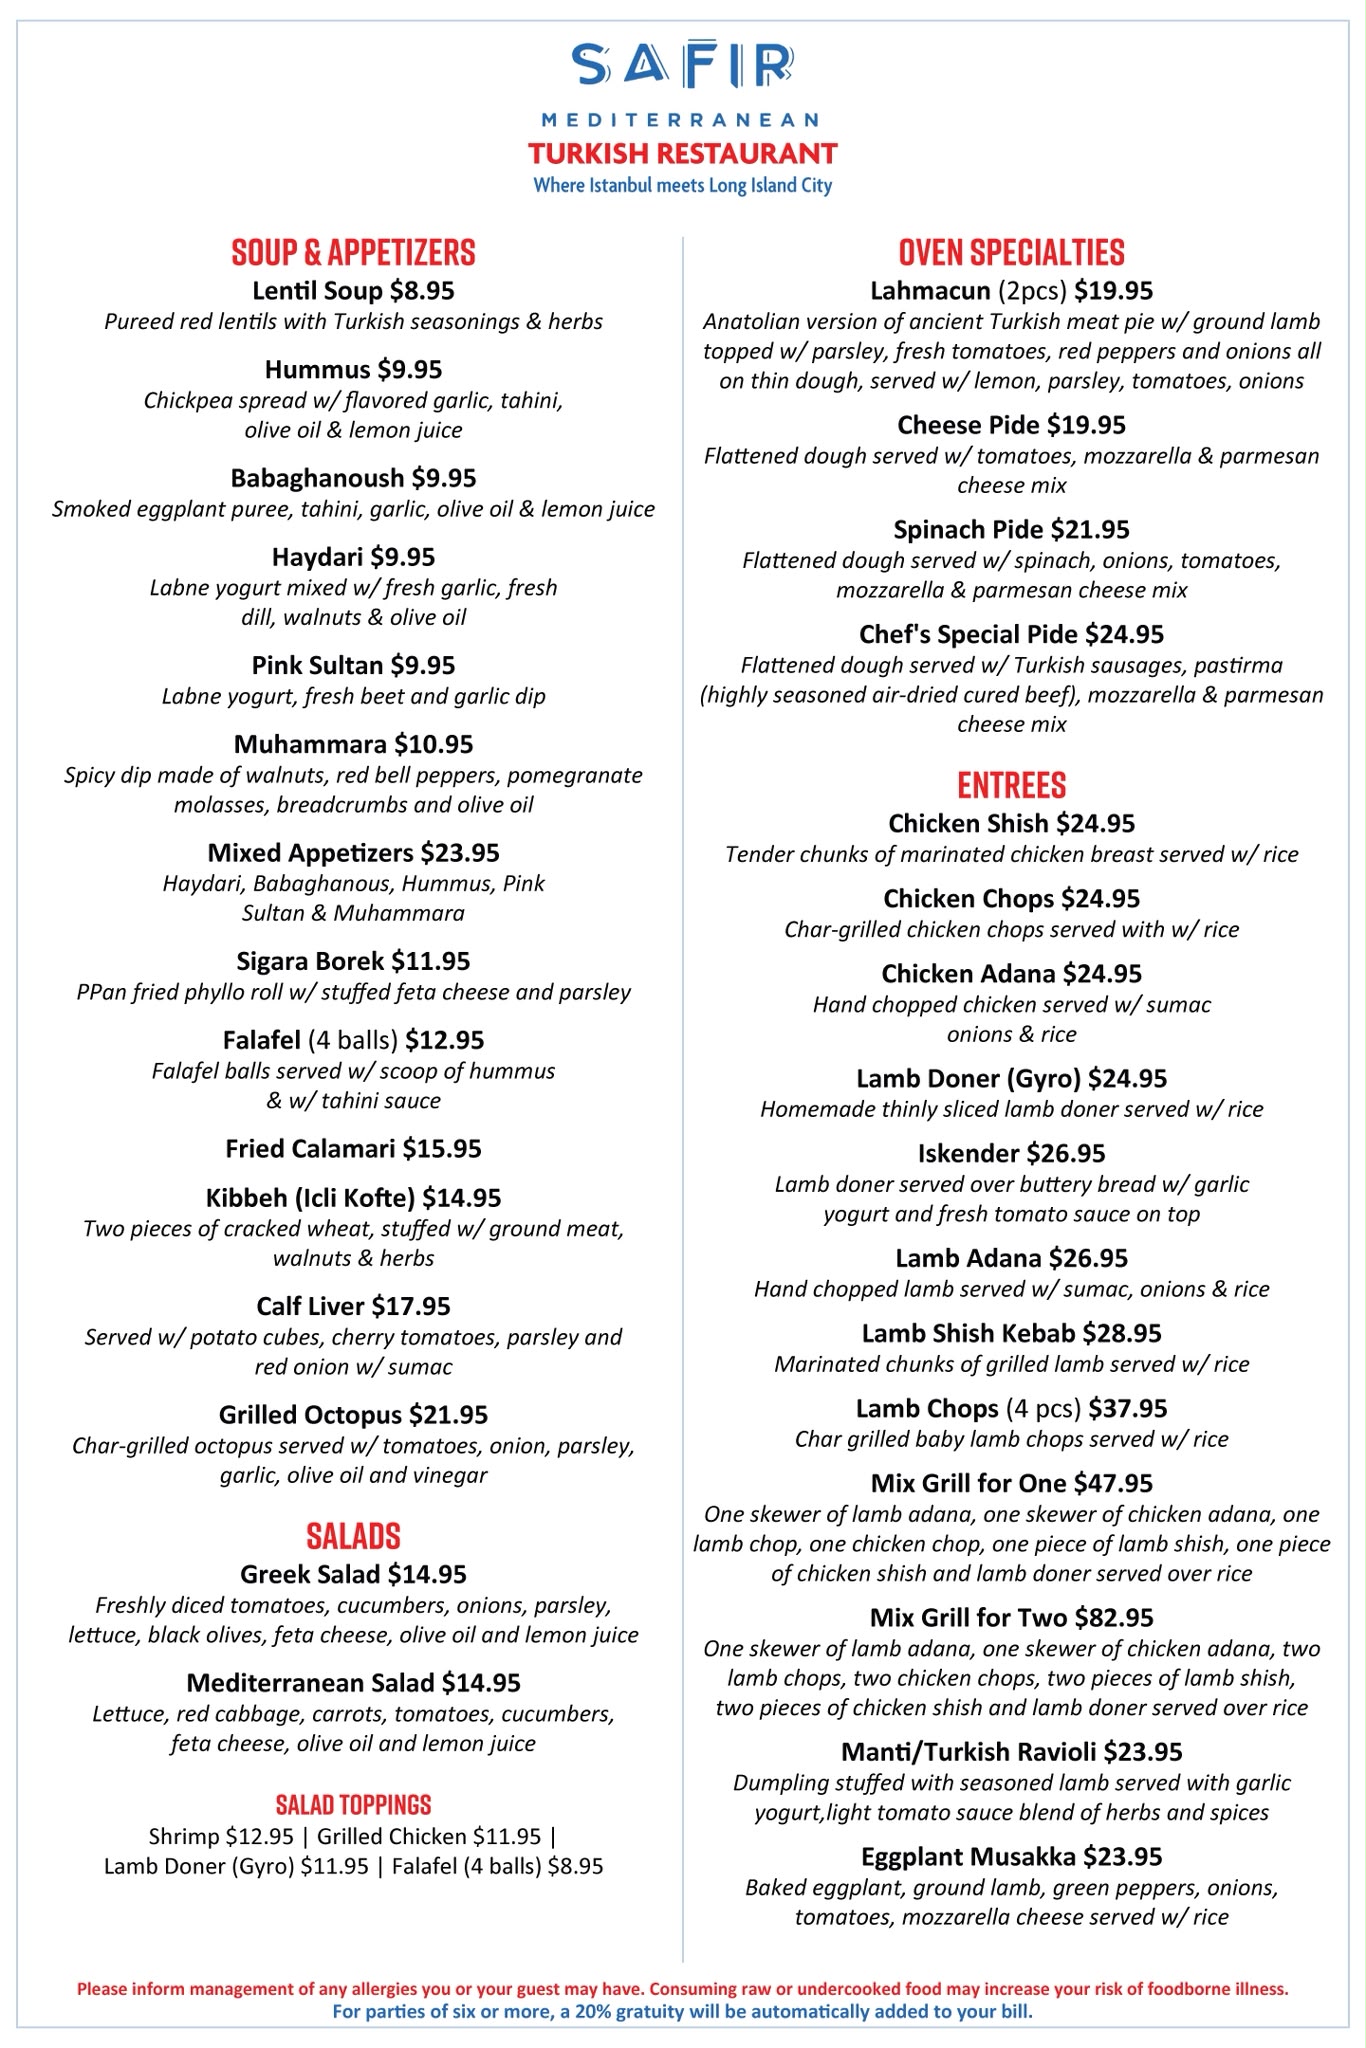 SAFIR
MEDITERRANEAN
TURKISH RESTAURANT
Where Istanbul meets Long Island City
SOUP & APPETIZERS
Lentil Soup $8.95
Pureed red lentils with Turkish seasonings & herbs
Hummus $9.95
Chickpea spread w/ flavored garlic, tahini,
olive oil & lemon juice
Babaghanoush $9.95
Smoked eggplant puree, tahini, garlic, olive oil & lemon juice
Haydari $9.95
Labne yogurt mixed w/ fresh garlic, fresh
dill, walnuts & olive oil
Pink Sultan $9.95
Labne yogurt, fresh beet and garlic dip
Muhammara $10.95
Spicy dip made of walnuts, red bell peppers, pomegranate
molasses, breadcrumbs and olive oil
Mixed Appetizers $23.95
Haydari, Babaghanous, Hummus, Pink
Sultan & Muhammara
Sigara Borek $11.95
PPan fried phyllo roll w/ stuffed feta cheese and parsley
Falafel (4 balls) $12.95
Falafel balls served w/ scoop of hummus
& w/ tahini sauce
Fried Calamari $15.95
Kibbeh (Icli Kofte) $14.95
Two pieces of cracked wheat, stuffed w/ ground meat,
walnuts & herbs
Calf Liver $17.95
Served w/ potato cubes, cherry tomatoes, parsley and
red onion w/ sumac
Grilled Octopus $21.95
Char-grilled octopus served w/ tomatoes, onion, parsley,
garlic, olive oil and vinegar
SALADS
Greek Salad $14.95
Freshly diced tomatoes, cucumbers, onions, parsley,
lettuce, black olives, feta cheese, olive oil and lemon juice
Mediterranean Salad $14.95
Lettuce, red cabbage, carrots, tomatoes, cucumbers,
feta cheese, olive oil and lemon juice
SALAD TOPPINGS
Shrimp $12.95 | Grilled Chicken $11.95 |
Lamb Doner (Gyro) $11.95 | Falafel (4 balls) $8.95
OVEN SPECIALTIES
Lahmacun (2pcs) $19.95
Anatolian version of ancient Turkish meat pie w/ ground lamb
topped w/ parsley, fresh tomatoes, red peppers and onions all
on thin dough, served w/ lemon, parsley, tomatoes, onions
Cheese Pide $19.95
Flattened dough served w/ tomatoes, mozzarella & parmesan
cheese mix
Spinach Pide $21.95
Flattened dough served w/ spinach, onions, tomatoes,
mozzarella & parmesan cheese mix
Chef's Special Pide $24.95
Flattened dough served w/ Turkish sausages, pastirma
(highly seasoned air-dried cured beef), mozzarella & parmesan
cheese mix
ENTREES
Chicken Shish $24.95
Tender chunks of marinated chicken breast served w/ rice
Chicken Chops $24.95
Char-grilled chicken chops served with w/ rice
Chicken Adana $24.95
Hand chopped chicken served w/ sumac
onions & rice
Lamb Doner (Gyro) $24.95
Homemade thinly sliced lamb doner served w/ rice
Iskender $26.95
Lamb doner served over buttery bread w/ garlic
yogurt and fresh tomato sauce on top
Lamb Adana $26.95
Hand chopped lamb served w/ sumac, onions & rice
Lamb Shish Kebab $28.95
Marinated chunks of grilled lamb served w/ rice
Lamb Chops (4 pcs) $37.95
Char grilled baby lamb chops served w/ rice
Mix Grill for One $47.95
One skewer of lamb adana, one skewer of chicken adana, one
lamb chop, one chicken chop, one piece of lamb shish, one piece
of chicken shish and lamb doner served over rice
Mix Grill for Two $82.95
One skewer of lamb adana, one skewer of chicken adana, two
lamb chops, two chicken chops, two pieces of lamb shish,
two pieces of chicken shish and lamb doner served over rice
Manti/Turkish Ravioli $23.95
Dumpling stuffed with seasoned lamb served with garlic
yogurt,light tomato sauce blend of herbs and spices
Eggplant Musakka $23.95
Baked eggplant, ground lamb, green peppers, onions,
tomatoes, mozzarella cheese served w/ rice
Please inform management of any allergies you or your guest may have. Consuming raw or undercooked food may increase your risk of foodborne illness.
For parties of six or more, a 20% gratuity will be automatically added to your bill.